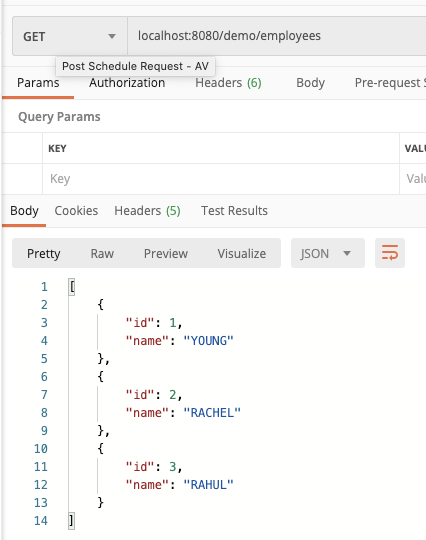 GET localhost:8080/demo/employees
Post Schedule Request - AV
Params Authorization Headers (6) Body Pre-request S
Query Params
KEY VALU
Key Valu
Body Cookies Headers (5) Test Results
Pretty Raw Preview Visualize JSON
1 [
2 {
3 "id": 1,
4 "name": "YOUNG"
5 },
6 {
7 "id": 2,
8 "name": "RACHEL"
9 },
10 {
11 "id": 3,
12 "name": "RAHUL"
13 }
14 ]